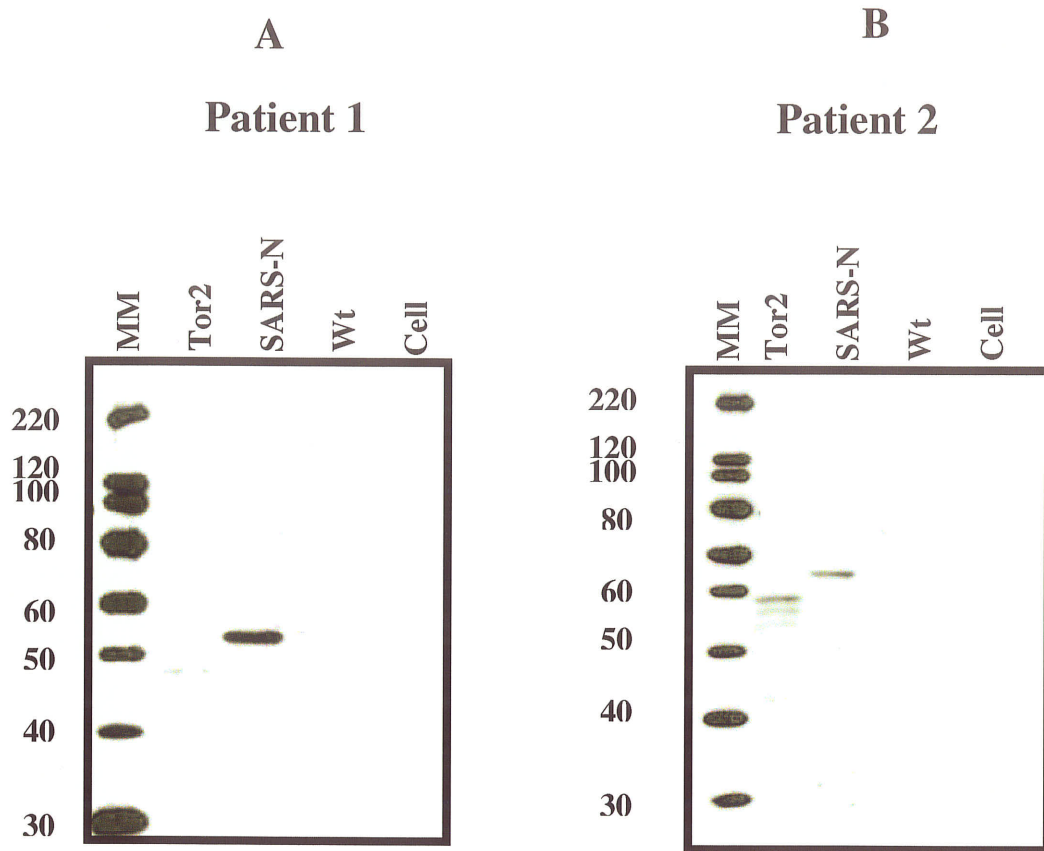 A
Patient 1
MM
Tor2
SARS-N
Wt
Cell
220
120
100
80
60
50
40
30
B
Patient 2
MM
Tor2
SARS-N
Wt
Cell
220
120
100
80
60
50
40
30